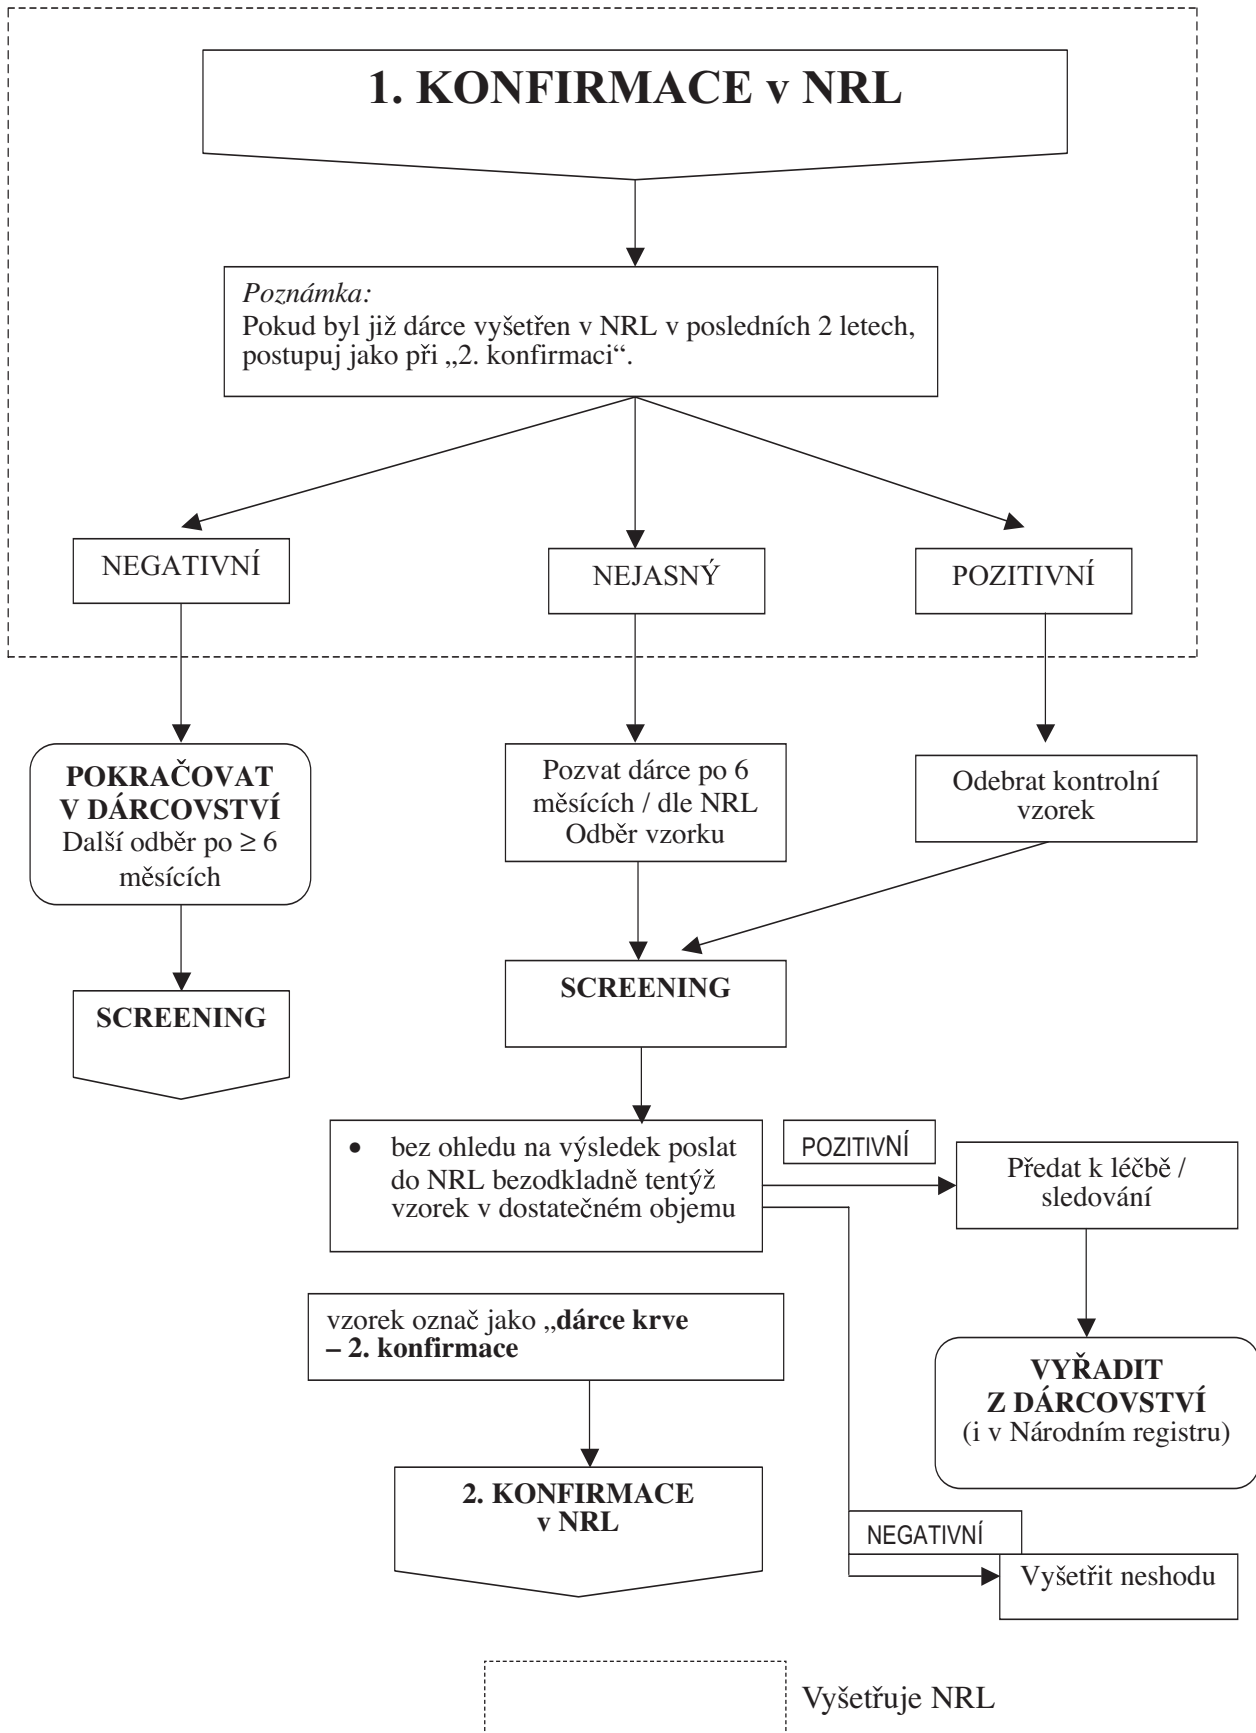 1. KONFIRMACE v NRL
Poznámka:
Pokud byl již dárce vyšetřen v NRL v posledních 2 letech,
postupuj jako při „2. konfirmaci“.
NEGATIVNÍ
NEJASNÝ
POZITIVNÍ
POKRAČOVAT
V DÁRCOVSTVÍ
Další odběr po ≥ 6
měsících
Pozvat dárce po 6
měsících / dle NRL
Odběr vzorku
Odebrat kontrolní
vzorek
SCREENING
SCREENING
• bez ohledu na výsledek poslat
do NRL bezodkladně tentýž
vzorek v dostatečném objemu
POZITIVNÍ
Předat k léčbě /
sledování
vzorek označ jako „dárce krve
– 2. konfirmace
VYŘADIT
Z DÁRCOVSTVÍ
(i v Národním registru)
2. KONFIRMACE
v NRL
NEGATIVNÍ
Vyšetřit neshodu
Vyšetřuje NRL